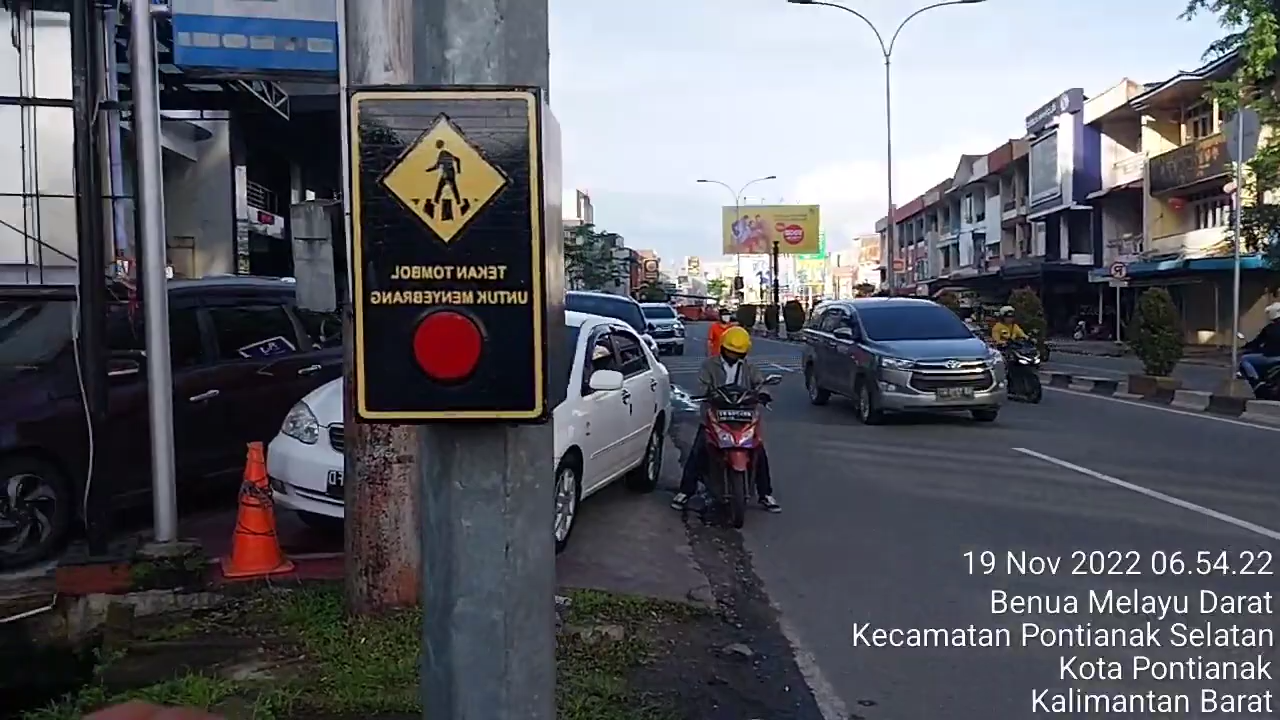 TEKAN TOMBOL
UNTUK MENYEBRANG
19 Nov 2022 06.54.22
Benua Melayu Darat
Kecamatan Pontianak Selatan
Kota Pontianak
Kalimantan Barat